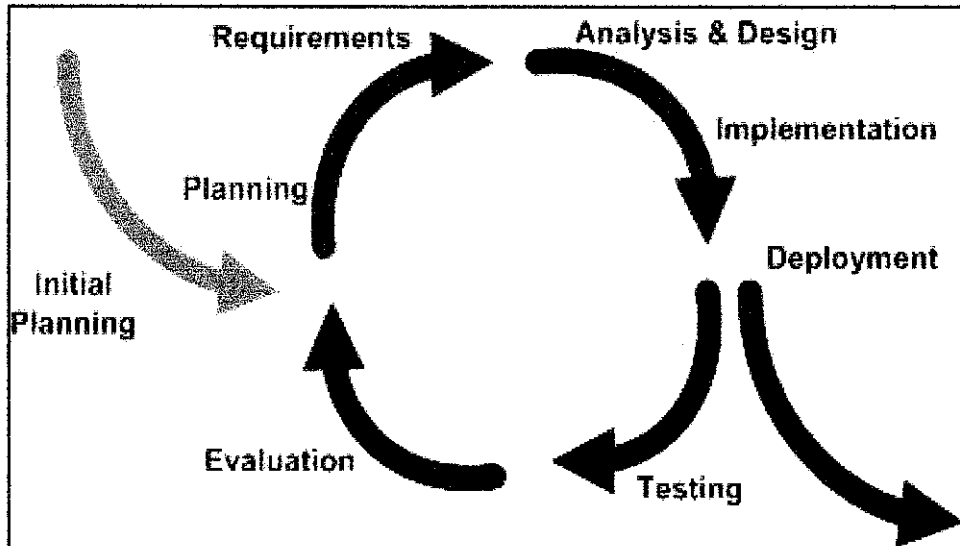 Requirements
Analysis & Design
Implementation
Planning
Deployment
Initial
Planning
Evaluation
Testing